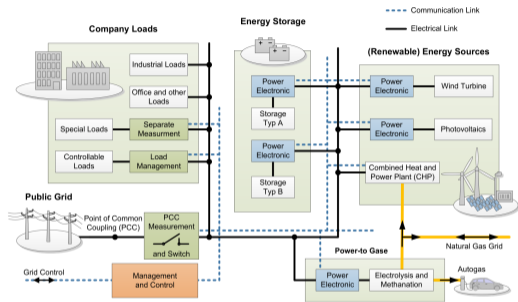 Communication Link
Electrical Link
Company Loads
Energy Storage
(Renewable) Energy Sources
Industrial Loads
Office and other
Loads
Special Loads
Separate
Measurment
Controllable
Loads
Load
Management
Power
Electronic
Storage
Typ A
Power
Electronic
Storage
Typ B
Power
Electronic
Wind Turbine
Power
Electronic
Photovoltaics
Combined Heat and
Power Plant (CHP)
Public Grid
Point of Common
Coupling (PCC)
PCC
Measurement
and Switch
Natural Gas Grid
Power-to Gase
Grid Control
Management
and Control
Power
Electronic
Electrolysis and
Methanation
Autogas